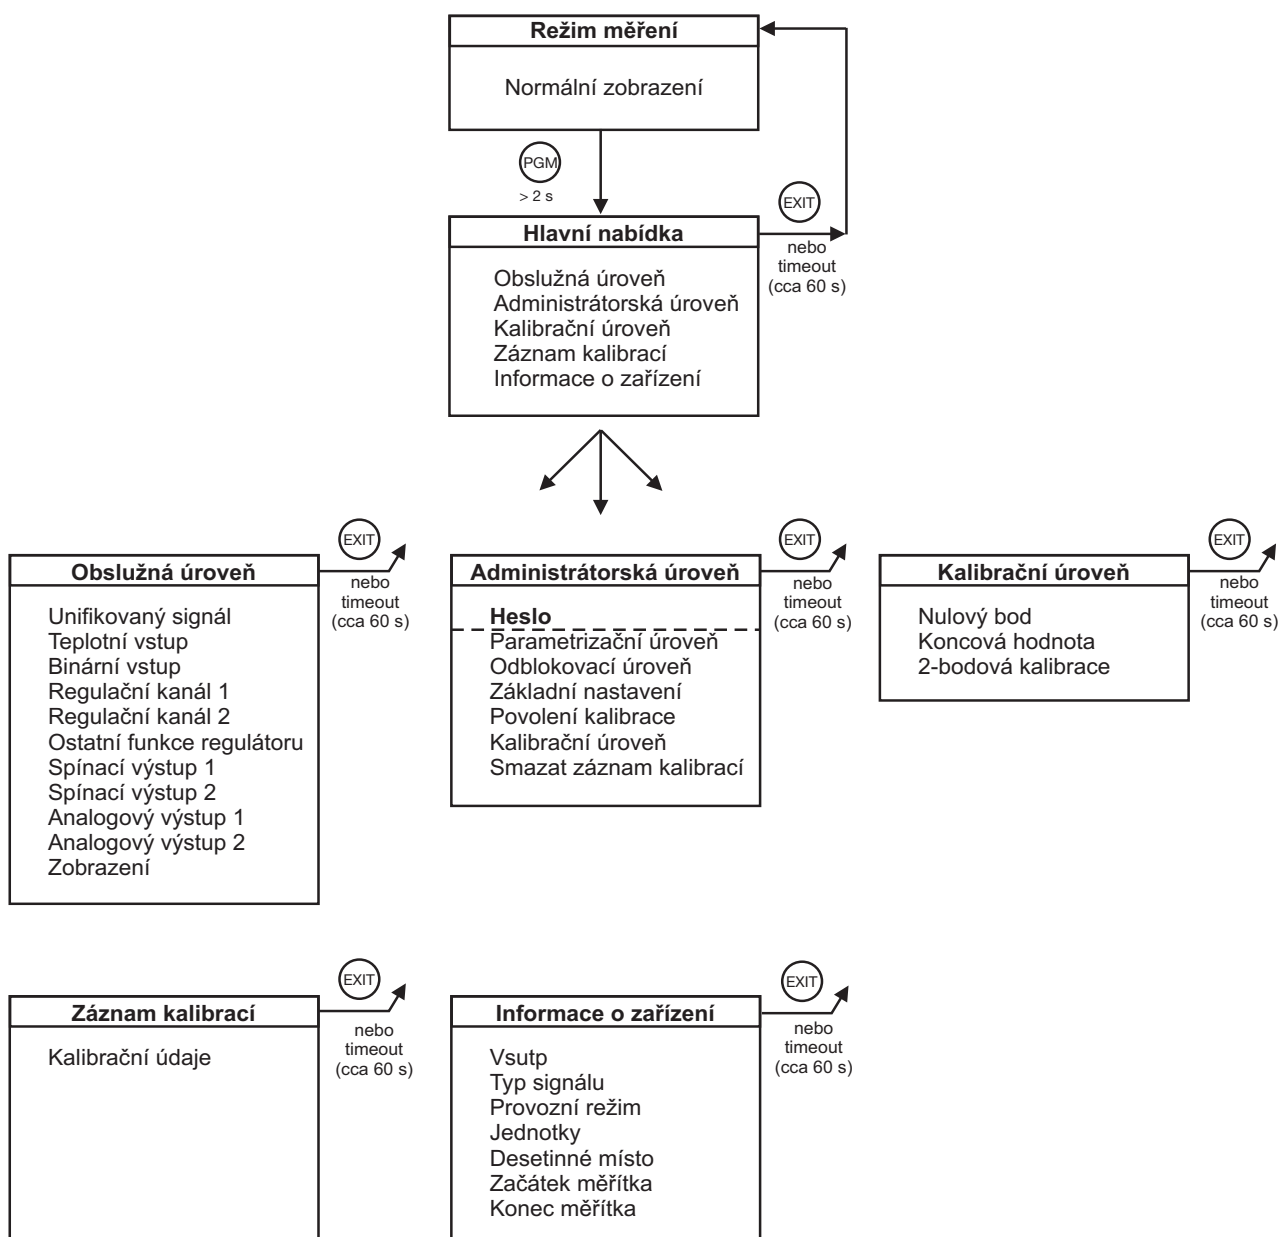 Režim měření
Normální zobrazení
PGM
> 2 s
EXIT
Hlavní nabídka
nebo
timeout
(cca 60 s)
Obslužná úroveň
Administrátorská úroveň
Kalibrační úroveň
Záznam kalibrací
Informace o zařízení
EXIT
Obslužná úroveň
nebo
timeout
(cca 60 s)
Unifikovaný signál
Teplotní vstup
Binární vstup
Regulační kanál 1
Regulační kanál 2
Ostatní funkce regulátoru
Spínací výstup 1
Spínací výstup 2
Analogový výstup 1
Analogový výstup 2
Zobrazení
EXIT
Administrátorská úroveň
nebo
timeout
(cca 60 s)
Heslo
Parametrizační úroveň
Odblokovací úroveň
Základní nastavení
Povolení kalibrace
Kalibrační úroveň
Smazat záznam kalibrací
EXIT
Kalibrační úroveň
nebo
timeout
(cca 60 s)
Nulový bod
Koncová hodnota
2-bodová kalibrace
EXIT
Záznam kalibrací
nebo
timeout
(cca 60 s)
Kalibrační údaje
EXIT
Informace o zařízení
nebo
timeout
(cca 60 s)
Vsutp
Typ signálu
Provozní režim
Jednotky
Desetinné místo
Začátek měřítka
Konec měřítka